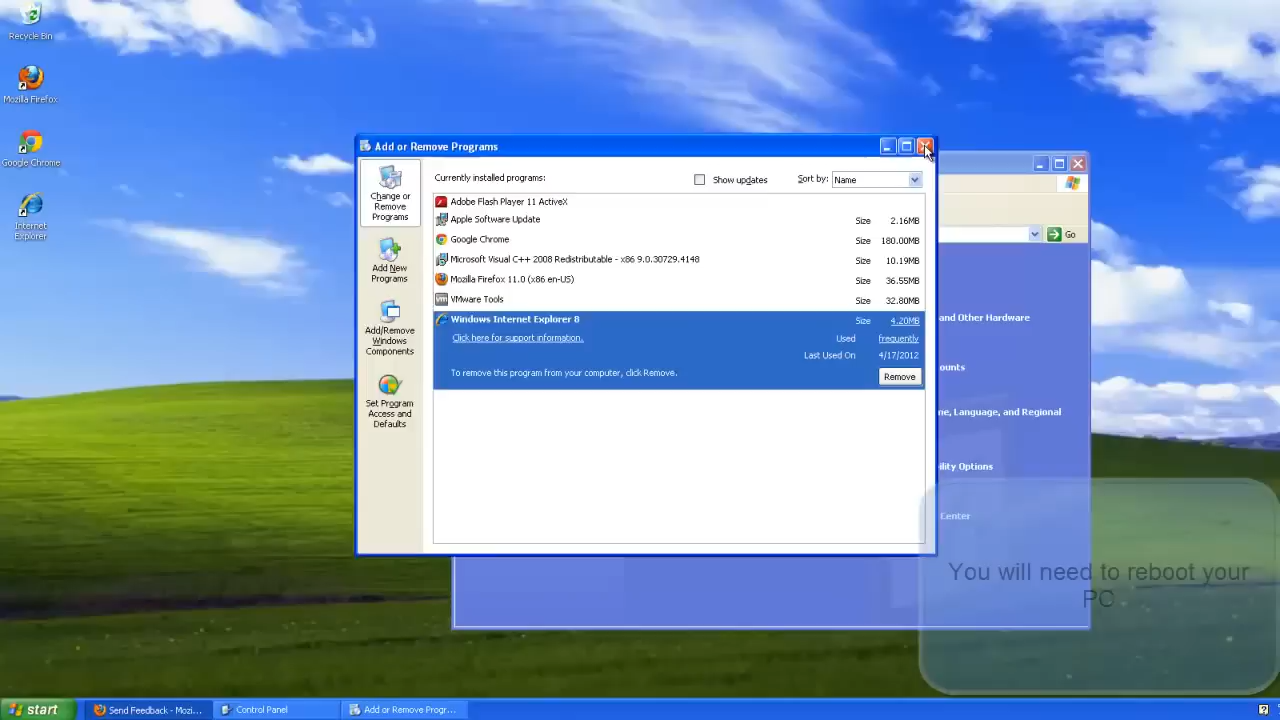 Recycle Bin
Mozilla Firefox
Google Chrome
Internet
Explorer
Add or Remove Programs
Change or
Remove
Programs
Add New
Programs
Add/Remove
Windows
Components
Set Program
Access and
Defaults
Currently installed programs:
Show updates
Sort by:
Name
Adobe Flash Player 11 ActiveX
Apple Software Update
Size 2.16MB
Google Chrome
Size 180.00MB
Microsoft Visual C++ 2008 Redistributable - x86 9.0.30729.4148
Size 10.19MB
Mozilla Firefox 11.0 (x86 en-US)
Size 36.55MB
VMware Tools
Size 32.80MB
Windows Internet Explorer 8
Size 4.20MB
Click here for support information.
Used frequently
Last Used On 4/17/2012
To remove this program from your computer, click Remove.
Remove
Go
and Other Hardware
ounts
me, Language, and Regional
ility Options
Center
You will need to reboot your
PC
start
Send Feedback - Mozi...
Control Panel
Add or Remove Progr...